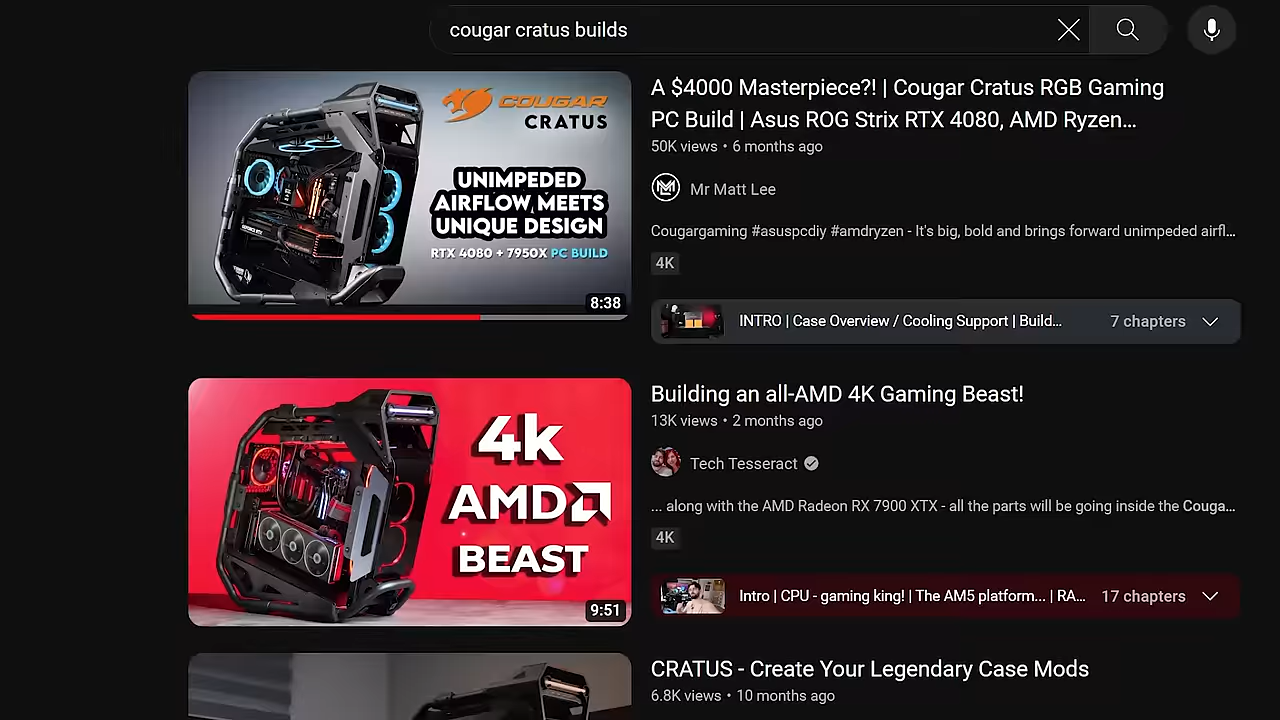 cougar cratus builds
COUGAR
CRATUS
UNIMPEDED
AIRFLOW, MEETS
UNIQUE DESIGN
RTX 4080 + 7950X PC BUILD
8:38
A $4000 Masterpiece?! | Cougar Cratus RGB Gaming
PC Build | Asus ROG Strix RTX 4080, AMD Ryzen...
50K views • 6 months ago
Mr Matt Lee
Cougargaming #asuspcdiy #amdryzen - It's big, bold and brings forward unimpeded airfl...
4K
INTRO | Case Overview / Cooling Support | Build...
7 chapters
4k
AMD
BEAST
9:51
Building an all-AMD 4K Gaming Beast!
13K views • 2 months ago
Tech Tesseract
... along with the AMD Radeon RX 7900 XTX - all the parts will be going inside the Couga...
4K
Intro | CPU - gaming king! | The AM5 platform... | RA...
17 chapters
CRATUS - Create Your Legendary Case Mods
6.8K views • 10 months ago